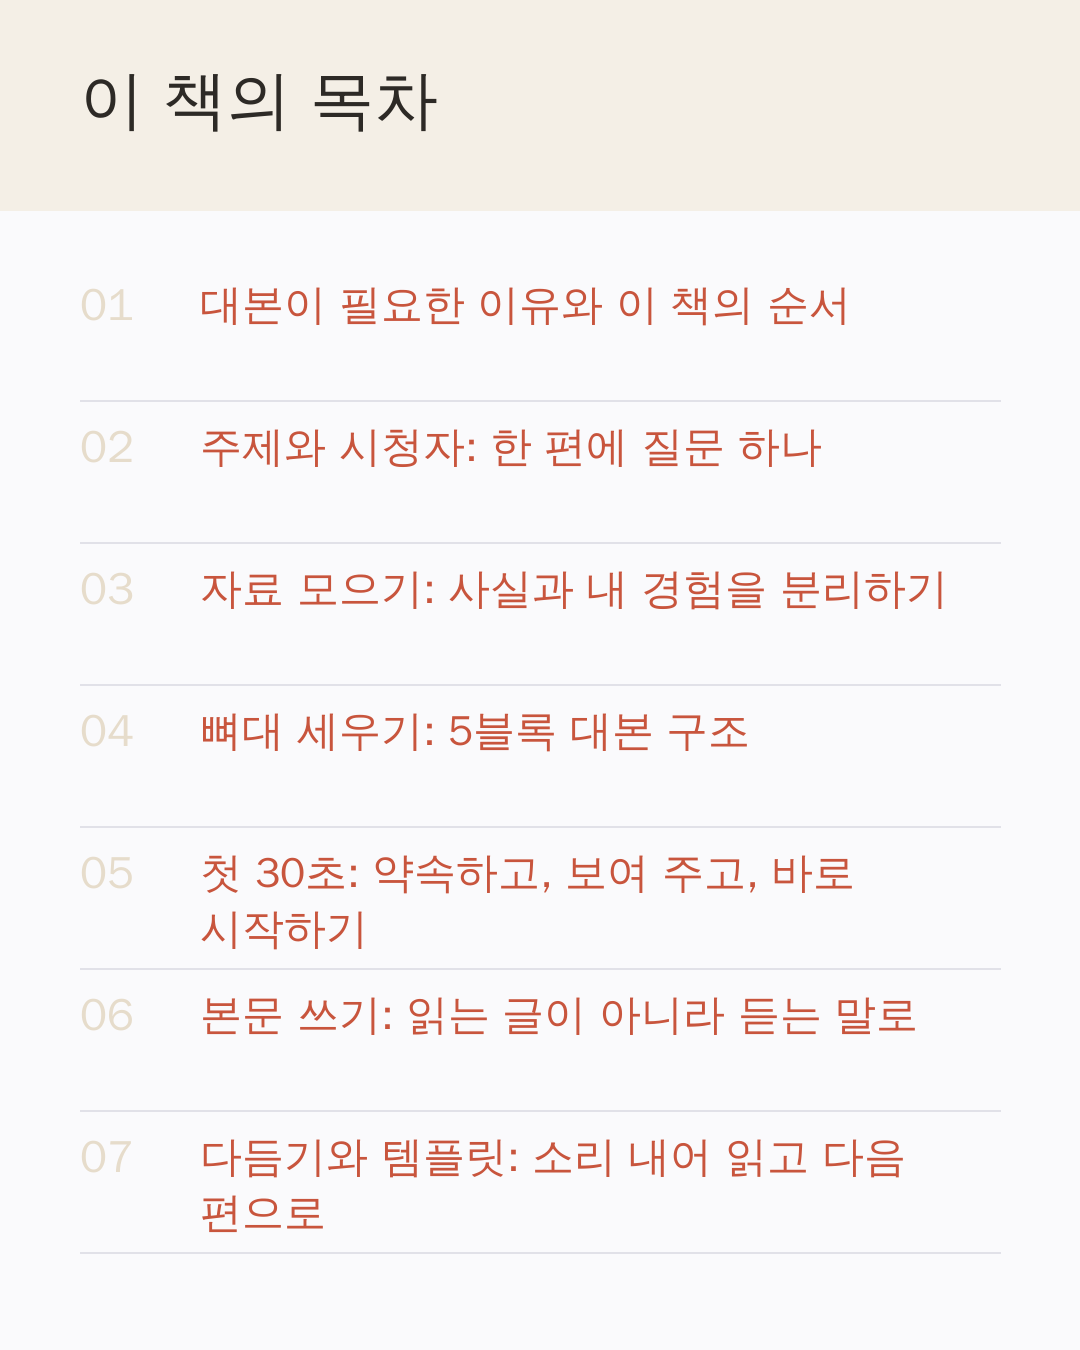 이 책의 목차
01 대본이 필요한 이유와 이 책의 순서
02 주제와 시청자: 한 편에 질문 하나
03 자료 모으기: 사실과 내 경험을 분리하기
04 뼈대 세우기: 5블록 대본 구조
05 첫 30초: 약속하고, 보여 주고, 바로
시작하기
06 본문 쓰기: 읽는 글이 아니라 듣는 말로
07 다듬기와 템플릿: 소리 내어 읽고 다음
편으로